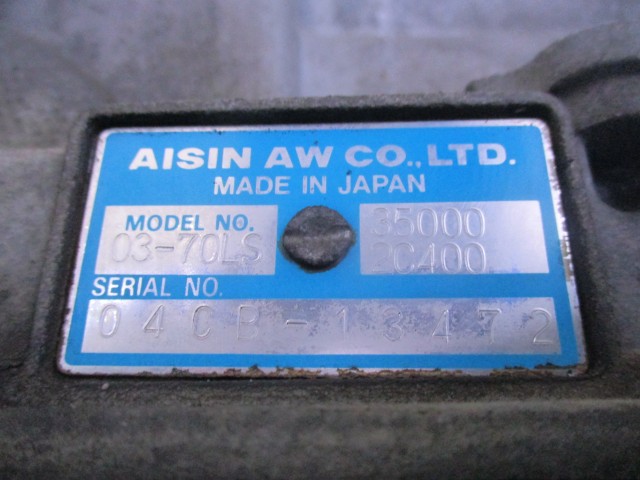 AISIN AW CO., LTD.
MADE IN JAPAN
MODEL NO.
03-70LS
35000
2C400
SERIAL NO.
04CB-13472